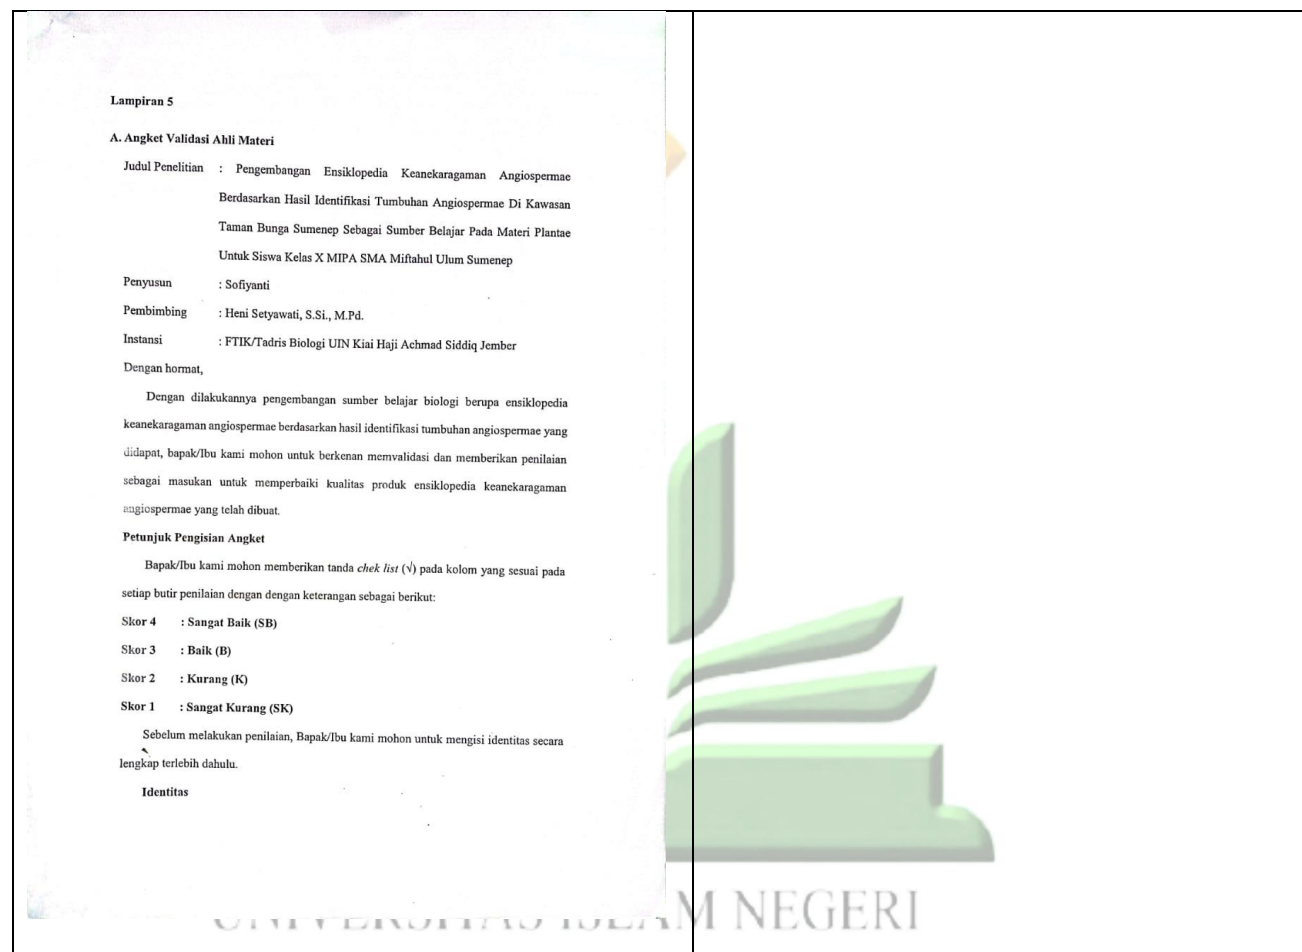 Lampiran 5
A. Angket Validasi Ahli Materi
Judul Penelitian : Pengembangan Ensiklopedia Keanekaragaman Angiospermae
Berdasarkan Hasil Identifikasi Tumbuhan Angiospermae Di Kawasan
Taman Bunga Sumenep Sebagai Sumber Belajar Pada Materi Plantae
Untuk Siswa Kelas X MIPA SMA Miftahul Ulum Sumenep
Penyusun : Sofiyanti
Pembimbing : Heni Setyawati, S.Si., M.Pd.
Instansi : FTIK/Tadris Biologi UIN Kiai Haji Achmad Siddiq Jember
Dengan hormat,
Dengan dilakukannya pengembangan sumber belajar biologi berupa ensiklopedia
keanekaragaman angiospermae berdasarkan hasil identifikasi tumbuhan angiospermae yang
didapat, bapak/Ibu kami mohon untuk berkenan memvalidasi dan memberikan penilaian
sebagai masukan untuk memperbaiki kualitas produk ensiklopedia keanekaragaman
angiospermae yang telah dibuat.
Petunjuk Pengisian Angket
Bapak/Ibu kami mohon memberikan tanda chek list (√) pada kolom yang sesuai pada
setiap butir penilaian dengan dengan keterangan sebagai berikut:
Skor 4 : Sangat Baik (SB)
Skor 3 : Baik (B)
Skor 2 : Kurang (K)
Skor 1 : Sangat Kurang (SK)
Sebelum melakukan penilaian, Bapak/Ibu kami mohon untuk mengisi identitas secara
lengkap terlebih dahulu.
Identitas
UNIVERSITAS ISLAM NEGERI